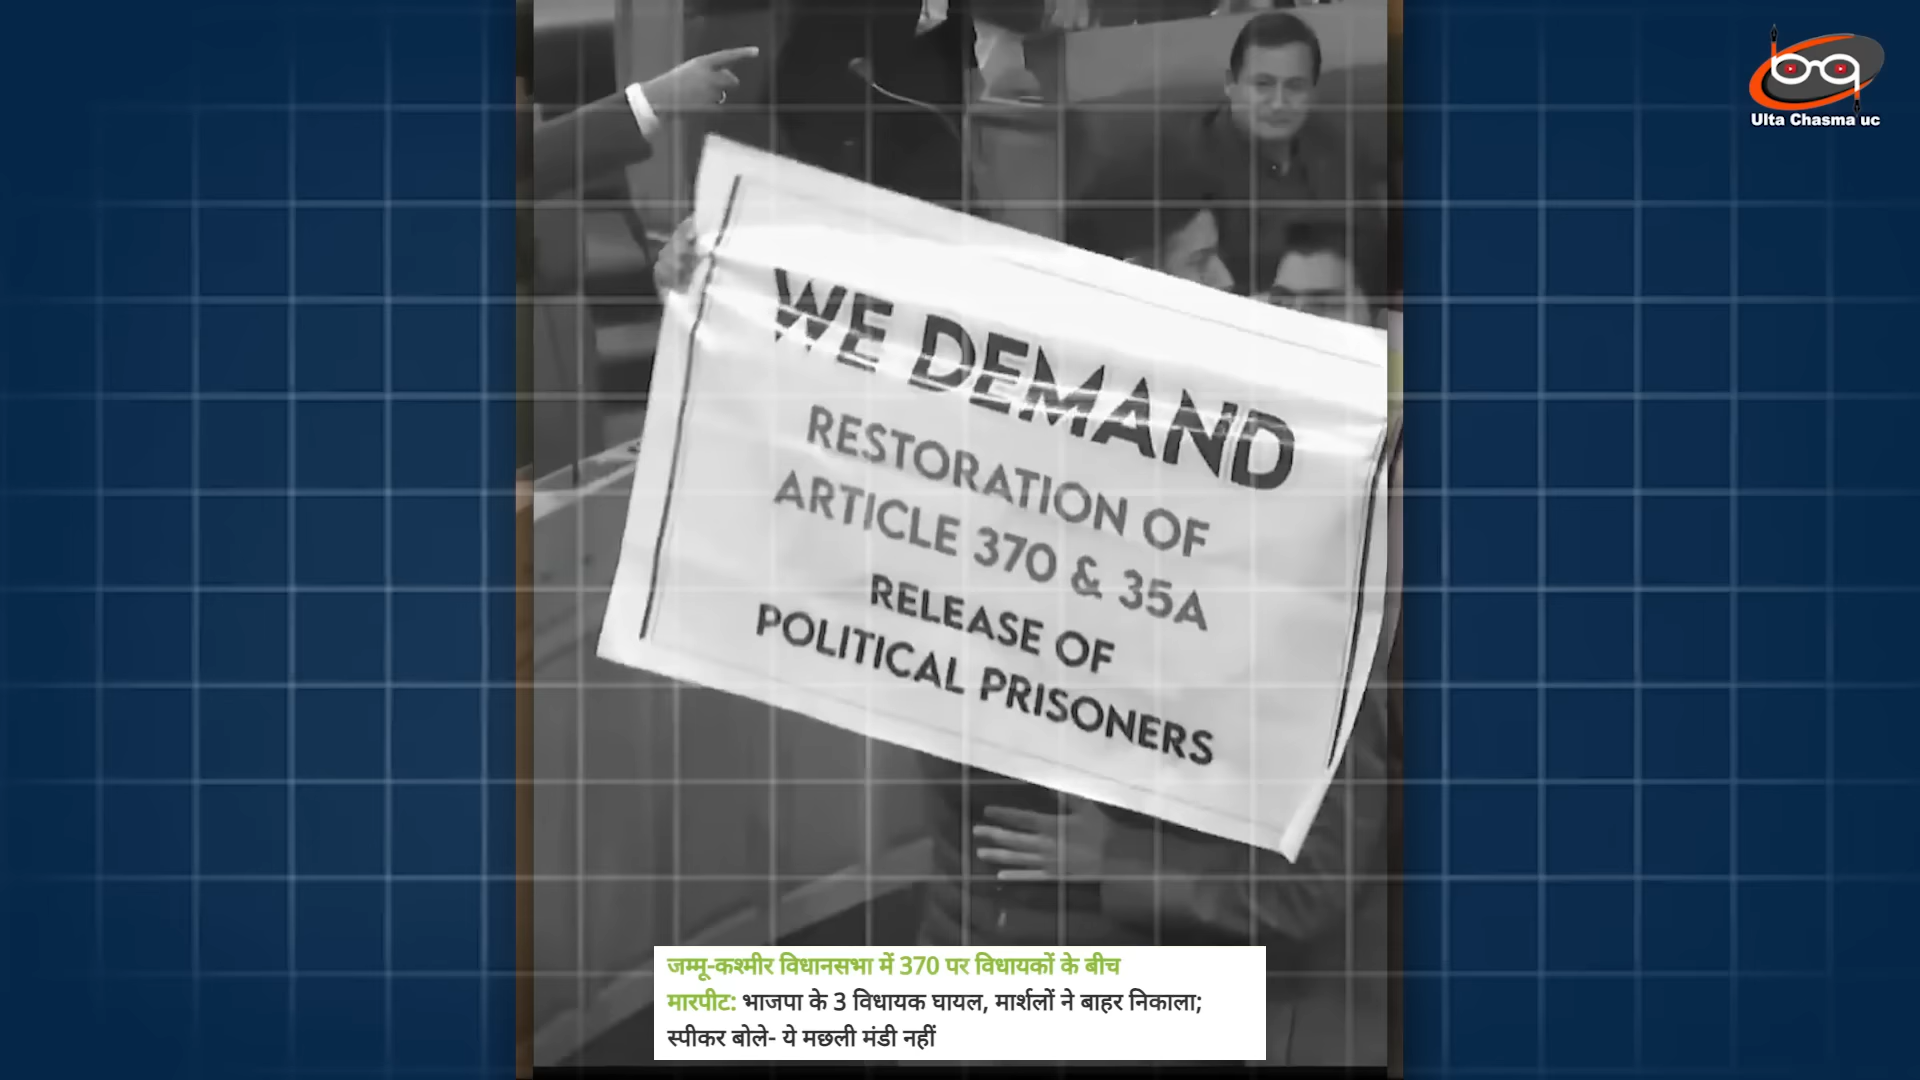 Ulta Chasma uc
WE DEMAND
RESTORATION OF
ARTICLE 370 & 35A
RELEASE OF
POLITICAL PRISONERS
जम्मू-कश्मीर विधानसभा में 370 पर विधायकों के बीच
मारपीट: भाजपा के 3 विधायक घायल, मार्शलों ने बाहर निकाला;
स्पीकर बोले- ये मछली मंडी नहीं